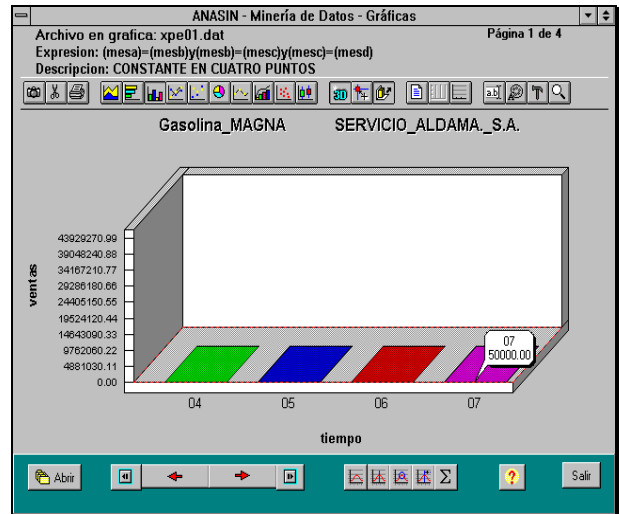 ANASIN - Minería de Datos - Gráficas
Archivo en grafica: xpe01.dat
Página 1 de 4
Expresion: (mesa)=(mesb)y(mesb)=(mesc)y(mesc)=(mesd)
Descripcion: CONSTANTE EN CUATRO PUNTOS
3D
a.b
T
Gasolina_MAGNA SERVICIO_ALDAMA._S.A.
ventas
43929270.99
39048240.88
34167210.77
29286180.66
24405150.55
19524120.44
14643090.33
9762060.22
4881030.11
0.00
07
50000.00
04 05 06 07
tiempo
Abrir
Σ
?
Salir